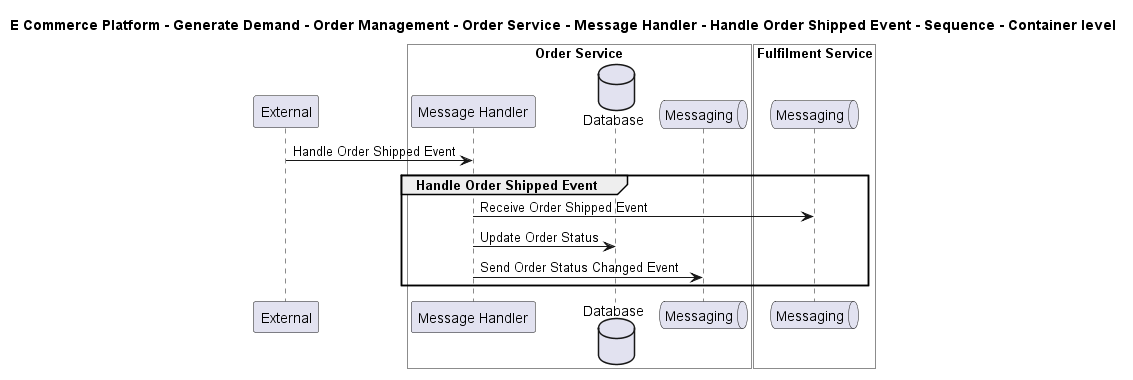 E Commerce Platform - Generate Demand - Order Management - Order Service - Message Handler - Handle Order Shipped Event - Sequence - Container level
Order Service
Fulfilment Service
External
Message Handler
Database
Messaging
Messaging
Handle Order Shipped Event
Handle Order Shipped Event
Receive Order Shipped Event
Update Order Status
Send Order Status Changed Event
External
Message Handler
Database
Messaging
Messaging